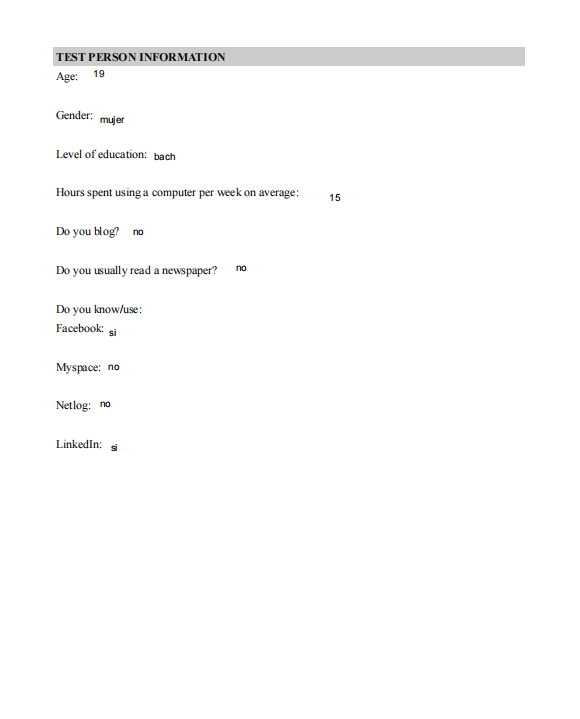 TEST PERSON INFORMATION
Age: 19
Gender: mujer
Level of education: bach
Hours spent using a computer per week on average: 15
Do you blog? no
Do you usually read a newspaper? no
Do you know/use:
Facebook: si
Myspace: no
Netlog: no
LinkedIn: si